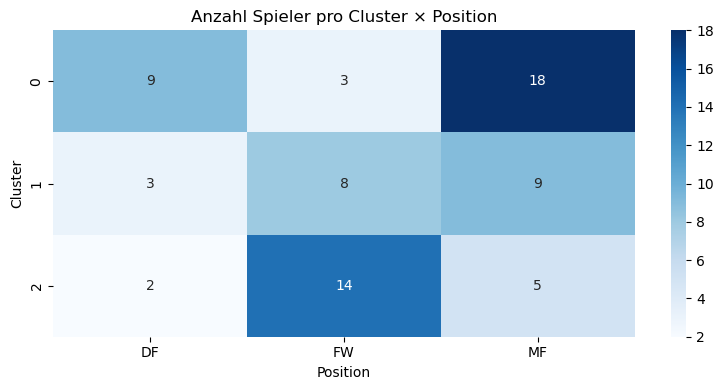 Anzahl Spieler pro Cluster × Position
0 9 3 18
1 3 8 9
2 2 14 5
Cluster
DF FW MF
Position
18
16
14
12
10
8
6
4
2